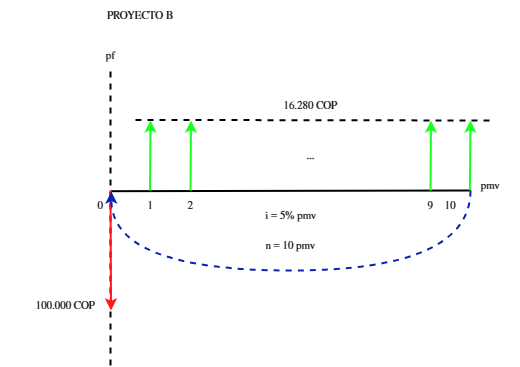 PROYECTO B
pf
16.280 COP
...
pmv
0 1 2 9 10
i = 5% pmv
n = 10 pmv
100.000 COP